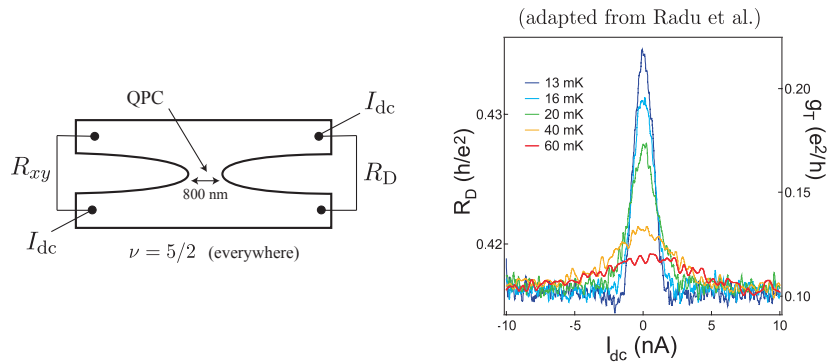 (adapted from Radu et al.)
QPC
I_dc
R_xy
800 nm
R_D
I_dc
ν = 5/2 (everywhere)
13 mK
16 mK
20 mK
40 mK
60 mK
R_D (h/e²)
0.43
0.42
g_T (e²/h)
0.20
0.15
0.10
-10 -5 0 5 10
I_dc (nA)